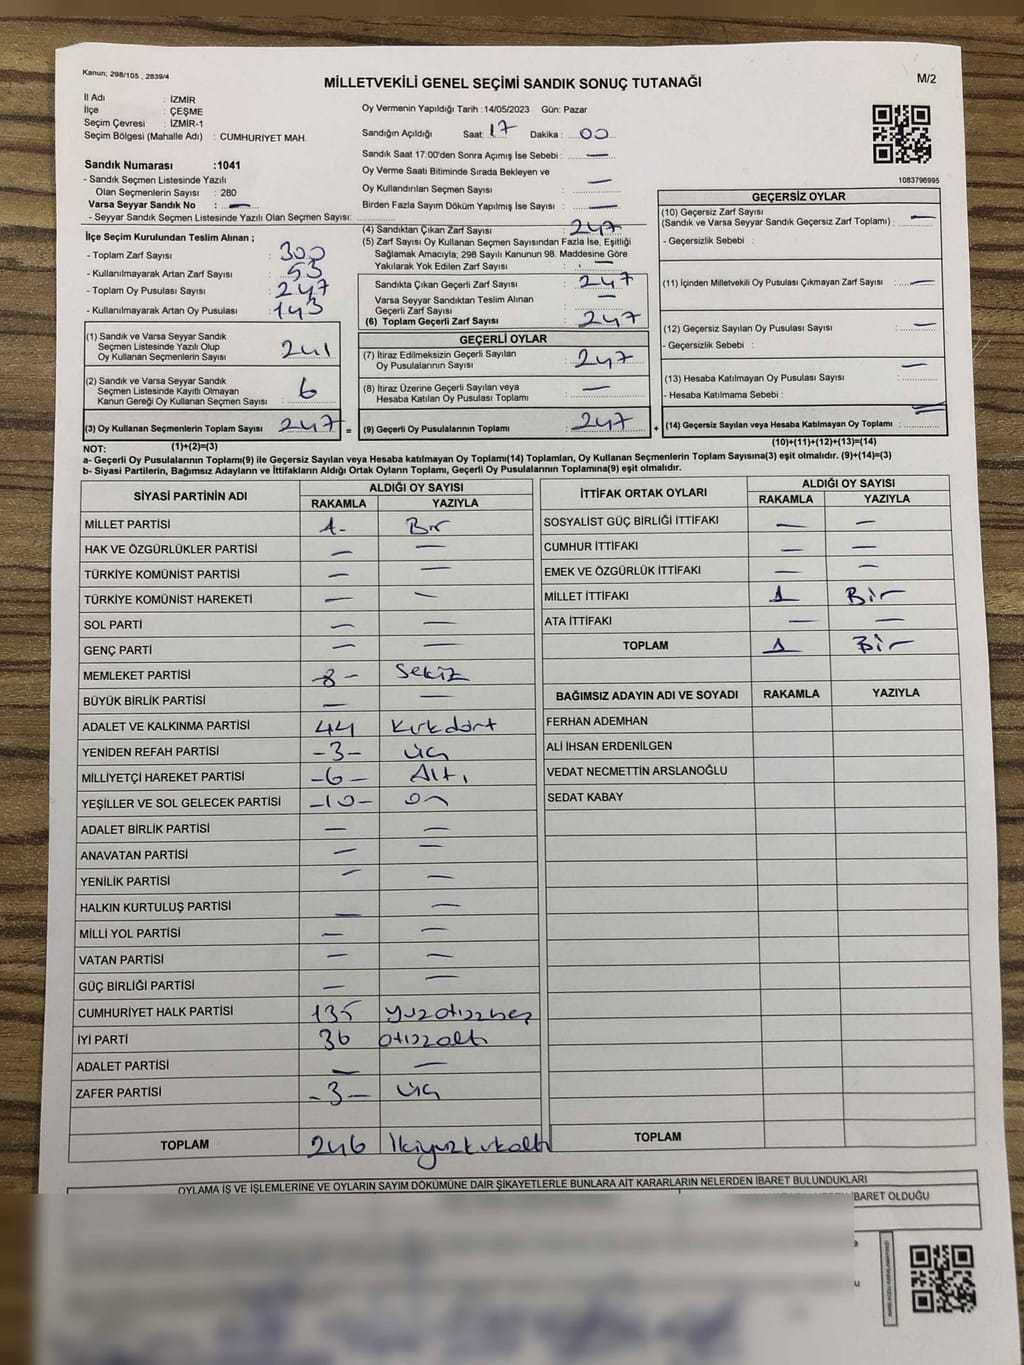 Kanun; 298/105 , 2839/4
MİLLETVEKİLİ GENEL SEÇİMİ SANDIK SONUÇ TUTANAĞI
M/2
İl Adı : İZMİR
İlçe : ÇEŞME
Seçim Çevresi : İZMİR-1
Seçim Bölgesi (Mahalle Adı) : CUMHURIYET MAH.
Sandık Numarası :1041
- Sandık Seçmen Listesinde Yazılı
Olan Seçmenlerin Sayısı : 280
Varsa Seyyar Sandık No : —
- Seyyar Sandık Seçmen Listesinde Yazılı Olan Seçmen Sayısı:
Oy Vermenin Yapıldığı Tarih :14/05/2023 Gün: Pazar
Sandığın Açıldığı Saat: 17 Dakika : 00
Sandık Saat 17:00'den Sonra Açımış İse Sebebi : —
Oy Verme Saati Bitiminde Sırada Bekleyen ve
Oy Kullandırılan Seçmen Sayısı : —
Birden Fazla Sayım Döküm Yapılmış İse Sayısı : —
1083796995
İlçe Seçim Kurulundan Teslim Alınan ;
- Toplam Zarf Sayısı : 300
- Kullanılmayarak Artan Zarf Sayısı : 53
- Toplam Oy Pusulası Sayısı : 247
- Kullanılmayarak Artan Oy Pusulası : 143
(1) Sandık ve Varsa Seyyar Sandık
Seçmen Listesinde Yazılı Olup
Oy Kullanan Seçmenlerin Sayısı : 241
(2) Sandık ve Varsa Seyyar Sandık
Seçmen Listesinde Kayıtlı Olmayan
Kanun Gereği Oy Kullanan Seçmen Sayısı : 6
(3) Oy Kullanan Seçmenlerin Toplam Sayısı : 247 =
(4) Sandıktan Çıkan Zarf Sayısı : 247
(5) Zarf Sayısı Oy Kullanan Seçmen Sayısından Fazla İse, Eşitliği
Sağlamak Amacıyla; 298 Sayılı Kanunun 98. Maddesine Göre
Yakılarak Yok Edilen Zarf Sayısı : —
Sandıkta Çıkan Geçerli Zarf Sayısı : 247
Varsa Seyyar Sandıktan Teslim Alınan
Geçerli Zarf Sayısı : —
(6) Toplam Geçerli Zarf Sayısı : 247
GEÇERLİ OYLAR
(7) İtiraz Edilmeksizin Geçerli Sayılan
Oy Pusulalarının Sayısı : 247
(8) İtiraz Üzerine Geçerli Sayılan veya
Hesaba Katılan Oy Pusulası Toplamı : —
(9) Geçerli Oy Pusulalarının Toplamı : 247 +
GEÇERSİZ OYLAR
(10) Geçersiz Zarf Sayısı
(Sandık ve Varsa Seyyar Sandık Geçersiz Zarf Toplamı) : —
- Geçersizlik Sebebi :
(11) İçinden Milletvekili Oy Pusulası Çıkmayan Zarf Sayısı : —
(12) Geçersiz Sayılan Oy Pusulası Sayısı : —
- Geçersizlik Sebebi :
(13) Hesaba Katılmayan Oy Pusulası Sayısı : —
- Hesaba Katılmama Sebebi :
(14) Geçersiz Sayılan veya Hesaba Katılmayan Oy Toplamı : —
NOT: (1)+(2)=(3) (10)+(11)+(12)+(13)=(14)
a- Geçerli Oy Pusulalarının Toplamı(9) ile Geçersiz Sayılan veya Hesaba katılmayan Oy Toplamı(14) Toplamları, Oy Kullanan Seçmenlerin Toplam Sayısına(3) eşit olmalıdır. (9)+(14)=(3)
b- Siyasi Partilerin, Bağımsız Adayların ve İttifakların Aldığı Ortak Oyların Toplamı, Geçerli Oy Pusulalarının Toplamına(9) eşit olmalıdır.
SİYASİ PARTİNİN ADI ALDIĞI OY SAYISI
RAKAMLA YAZIYLA
MİLLET PARTİSİ 1- Bir
HAK VE ÖZGÜRLÜKLER PARTİSİ — —
TÜRKİYE KOMÜNİST PARTİSİ — —
TÜRKİYE KOMÜNİST HAREKETİ — —
SOL PARTİ — —
GENÇ PARTİ — —
MEMLEKET PARTİSİ -8- Sekiz
BÜYÜK BİRLİK PARTİSİ — —
ADALET VE KALKINMA PARTİSİ 44 Kırkdört
YENİDEN REFAH PARTİSİ -3- üç
MİLLİYETÇİ HAREKET PARTİSİ -6- Altı
YEŞİLLER VE SOL GELECEK PARTİSİ -10- on
ADALET BİRLİK PARTİSİ — —
ANAVATAN PARTİSİ — —
YENİLİK PARTİSİ — —
HALKIN KURTULUŞ PARTİSİ — —
MİLLİ YOL PARTİSİ — —
VATAN PARTİSİ — —
GÜÇ BİRLİĞİ PARTİSİ — —
CUMHURİYET HALK PARTİSİ 135 yuzotuzbeş
İYİ PARTİ 36 otuzaltı
ADALET PARTİSİ — —
ZAFER PARTİSİ -3- üç
TOPLAM 246 İkiyuzkırkaltı
İTTİFAK ORTAK OYLARI ALDIĞI OY SAYISI
RAKAMLA YAZIYLA
SOSYALİST GÜÇ BİRLİĞİ İTTİFAKI — —
CUMHUR İTTİFAKI — —
EMEK VE ÖZGÜRLÜK İTTİFAKI — —
MİLLET İTTİFAKI 1 Bir
ATA İTTİFAKI — —
TOPLAM 1 Bir
BAĞIMSIZ ADAYIN ADI VE SOYADI RAKAMLA YAZIYLA
FERHAN ADEMHAN
ALİ İHSAN ERDENİLGEN
VEDAT NECMETTİN ARSLANOĞLU
SEDAT KABAY
TOPLAM
OYLAMA İŞ VE İŞLEMLERİNE VE OYLARIN SAYIM DÖKÜMÜNE DAİR ŞİKAYETLERLE BUNLARA AİT KARARLARIN NELERDEN İBARET BULUNDUKLARI
İBARET OLDUĞU